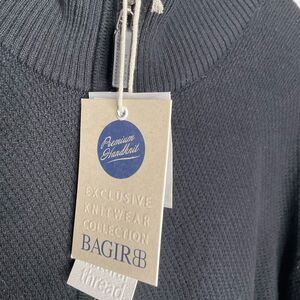 Premium
Handknit
EXCLUSIVE
KNITWEAR
COLLECTION
BAGIR
thread